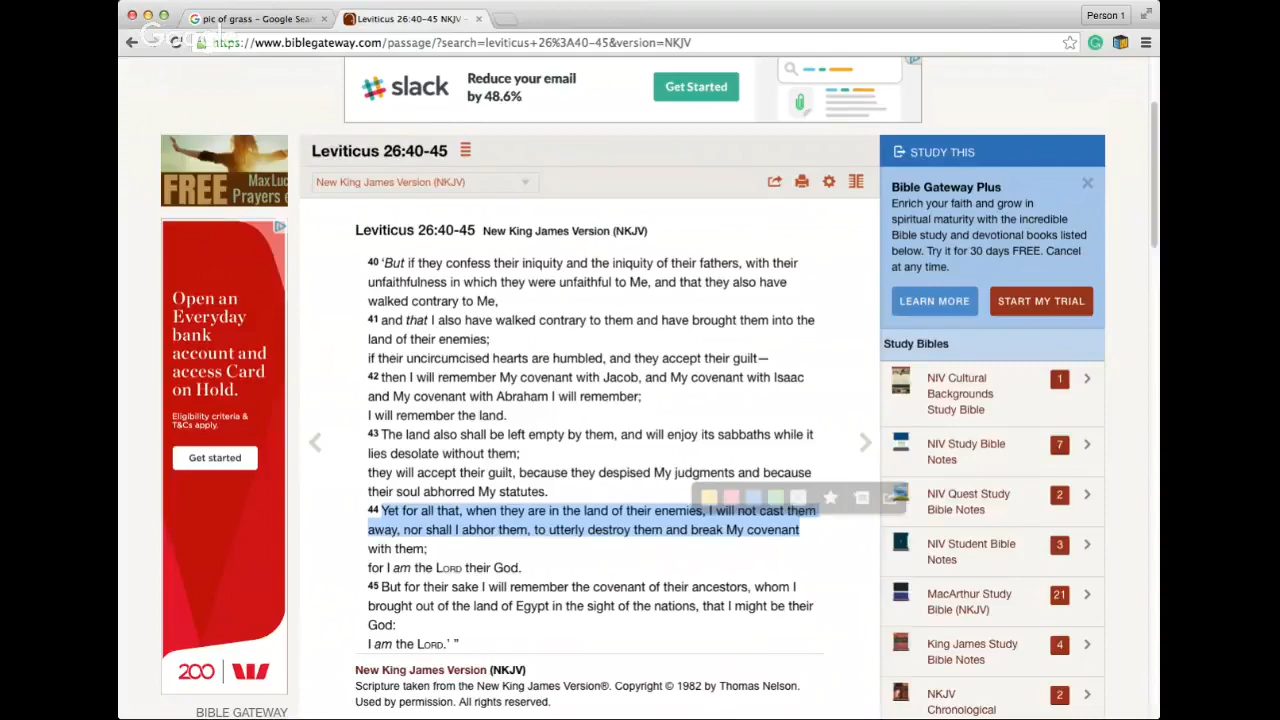 pic of grass - Google Sea
Leviticus 26:40-45 NKJV -
Person 1
Google
https://www.biblegateway.com/passage/?search=leviticus+26%3A40-45&version=NKJV
slack
Reduce your email
by 48.6%
Get Started
FREE
Max Luc
Prayers e
Open an
Everyday
bank
account and
access Card
on Hold.
Eligibility criteria &
T&Cs apply.
Get started
200
BIBLE GATEWAY
Leviticus 26:40-45
New King James Version (NKJV)
Leviticus 26:40-45 New King James Version (NKJV)
40 ‘But if they confess their iniquity and the iniquity of their fathers, with their
unfaithfulness in which they were unfaithful to Me, and that they also have
walked contrary to Me,
41 and that I also have walked contrary to them and have brought them into the
land of their enemies;
if their uncircumcised hearts are humbled, and they accept their guilt—
42 then I will remember My covenant with Jacob, and My covenant with Isaac
and My covenant with Abraham I will remember;
I will remember the land.
43 The land also shall be left empty by them, and will enjoy its sabbaths while it
lies desolate without them;
they will accept their guilt, because they despised My judgments and because
their soul abhorred My statutes.
44 Yet for all that, when they are in the land of their enemies, I will not cast them
away, nor shall I abhor them, to utterly destroy them and break My covenant
with them;
for I am the LORD their God.
45 But for their sake I will remember the covenant of their ancestors, whom I
brought out of the land of Egypt in the sight of the nations, that I might be their
God:
I am the LORD.’ ”
New King James Version (NKJV)
Scripture taken from the New King James Version®. Copyright © 1982 by Thomas Nelson.
Used by permission. All rights reserved.
STUDY THIS
Bible Gateway Plus
Enrich your faith and grow in
spiritual maturity with the incredible
Bible study and devotional books listed
below. Try it for 30 days FREE. Cancel
at any time.
LEARN MORE
START MY TRIAL
Study Bibles
NIV Cultural
Backgrounds
Study Bible
1
NIV Study Bible
Notes
7
NIV Quest Study
Bible Notes
2
NIV Student Bible
Notes
3
MacArthur Study
Bible (NKJV)
21
King James Study
Bible Notes
4
NKJV
Chronological
2